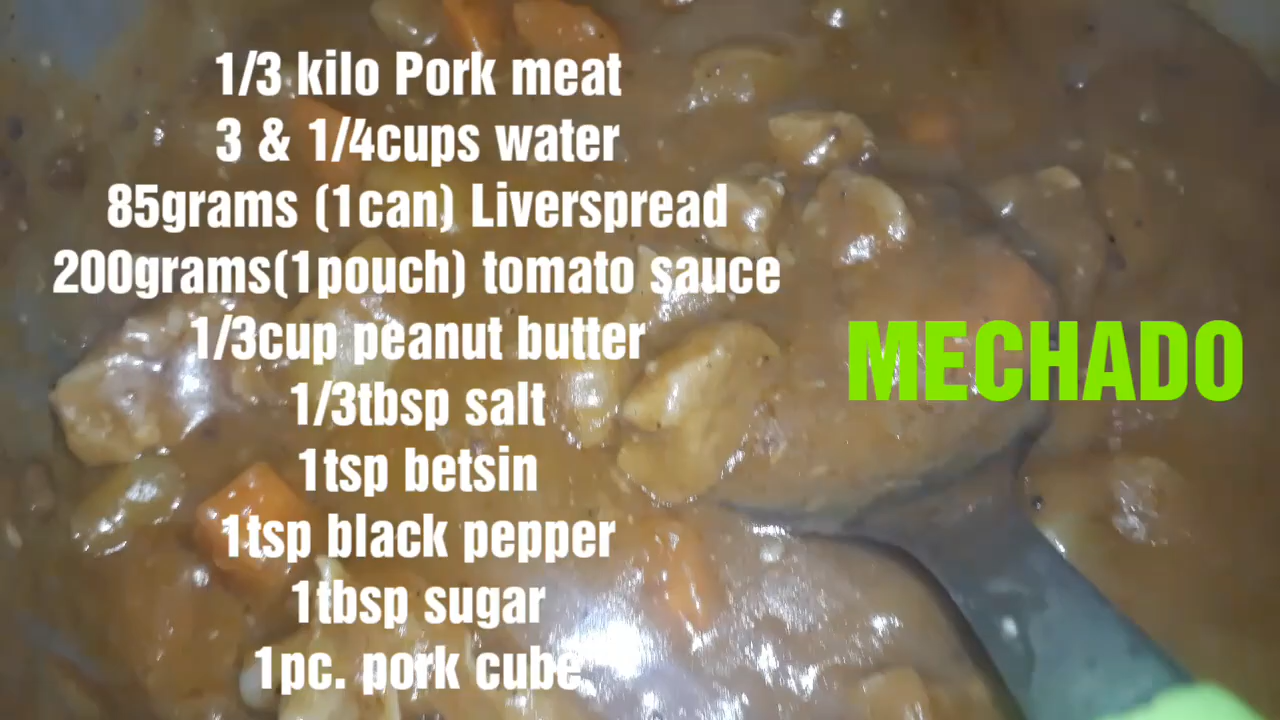 1/3 kilo Pork meat
3 & 1/4cups water
85grams (1can) Liverspread
200grams(1pouch) tomato sauce
1/3cup peanut butter
1/3tbsp salt
1tsp betsin
1tsp black pepper
1tbsp sugar
1pc. pork cube
MECHADO